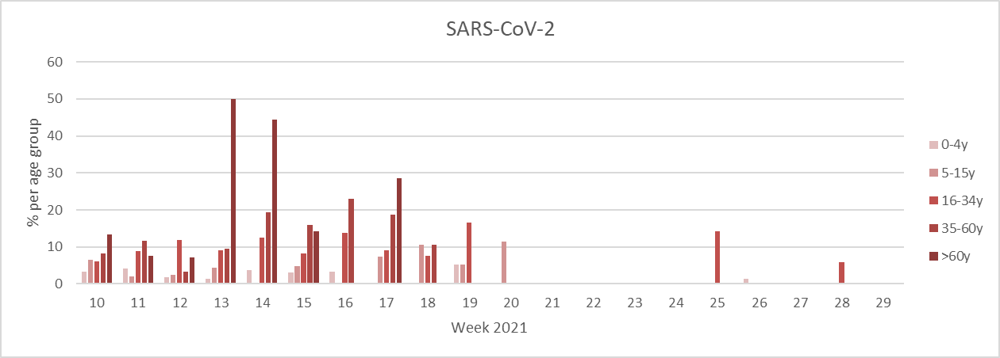 SARS-CoV-2
60
50
40
30
20
10
0
% per age group
10 11 12 13 14 15 16 17 18 19 20 21 22 23 24 25 26 27 28 29
Week 2021
0-4y
5-15y
16-34y
35-60y
>60y